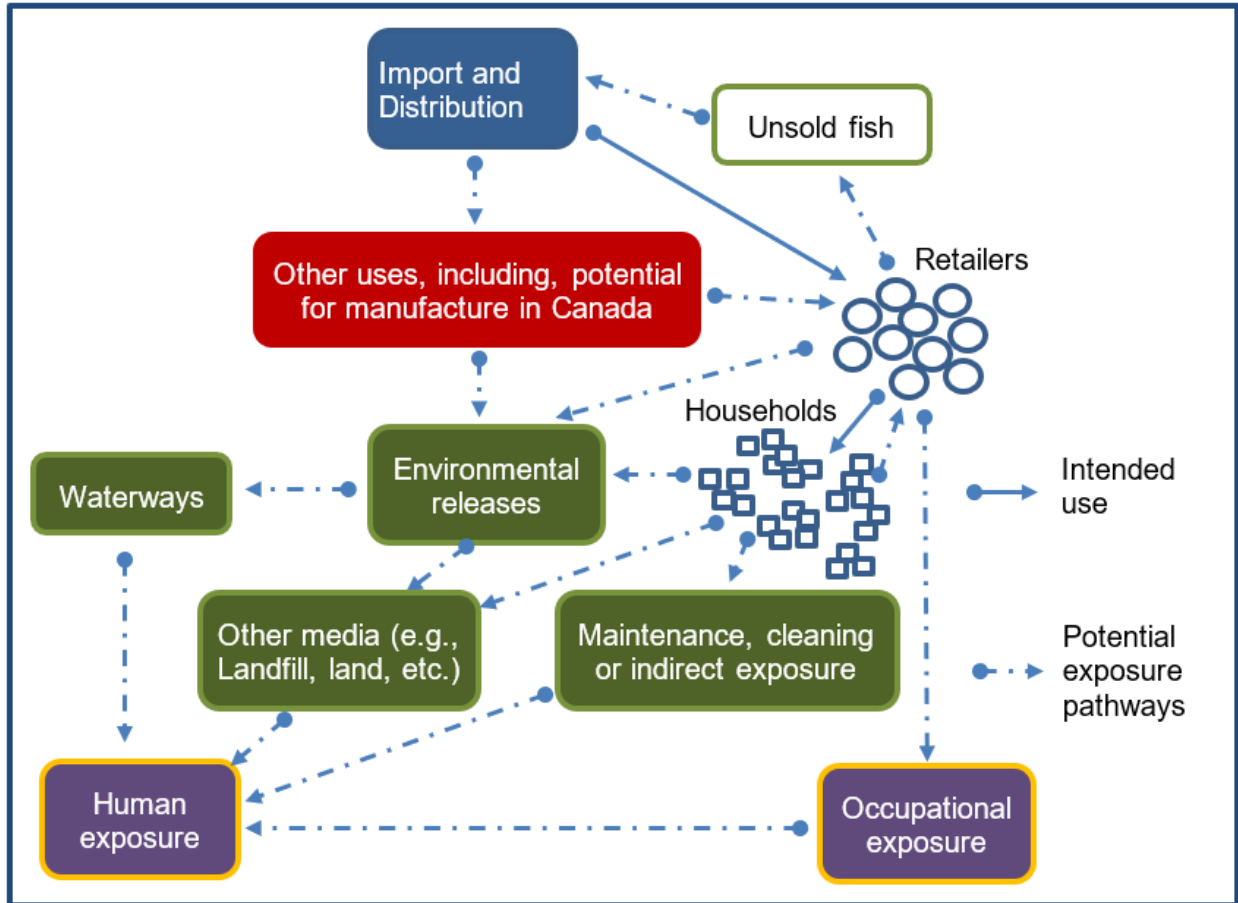 Import and
Distribution
Unsold fish
Retailers
Other uses, including, potential
for manufacture in Canada
Households
Environmental
releases
Waterways
Intended
use
Other media (e.g.,
Landfill, land, etc.)
Maintenance, cleaning
or indirect exposure
Potential
exposure
pathways
Human
exposure
Occupational
exposure